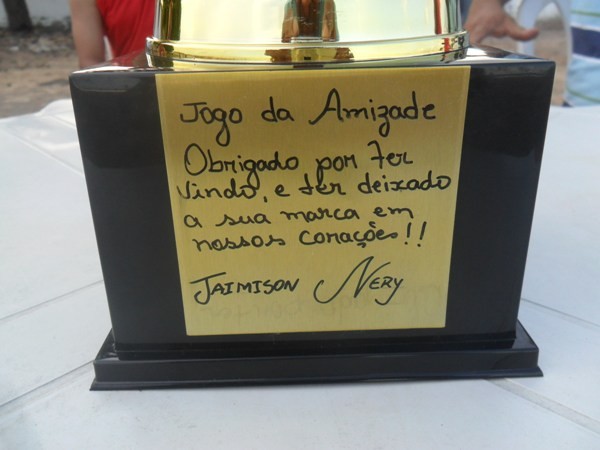 Jogo da Amizade
Obrigado por ter
vindo, e ter deixado
a sua marca em
nossos corações!!
JAIMISON NERY